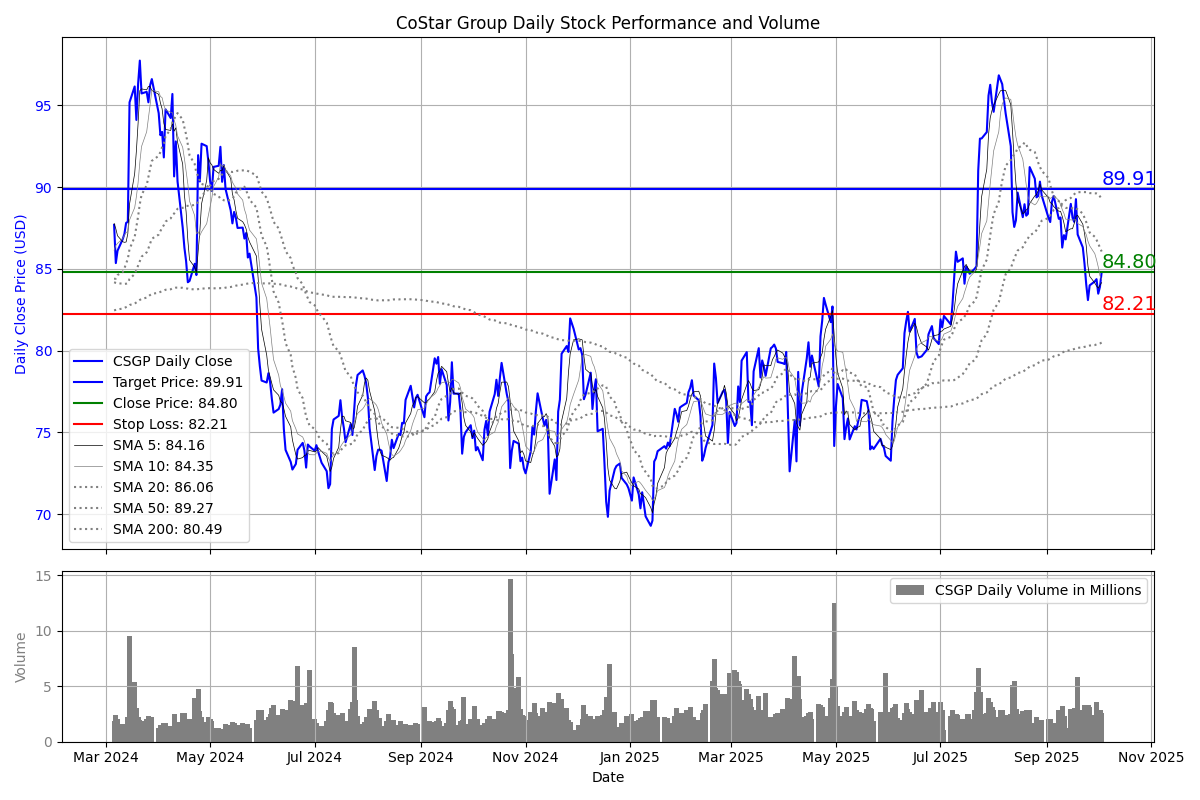 CoStar Group Daily Stock Performance and Volume
Daily Close Price (USD)
95
90
85
80
75
70
89.91
84.80
82.21
CSGP Daily Close
Target Price: 89.91
Close Price: 84.80
Stop Loss: 82.21
SMA 5: 84.16
SMA 10: 84.35
SMA 20: 86.06
SMA 50: 89.27
SMA 200: 80.49
Volume
15
10
5
0
CSGP Daily Volume in Millions
Mar 2024 May 2024 Jul 2024 Sep 2024 Nov 2024 Jan 2025 Mar 2025 May 2025 Jul 2025 Sep 2025 Nov 2025
Date